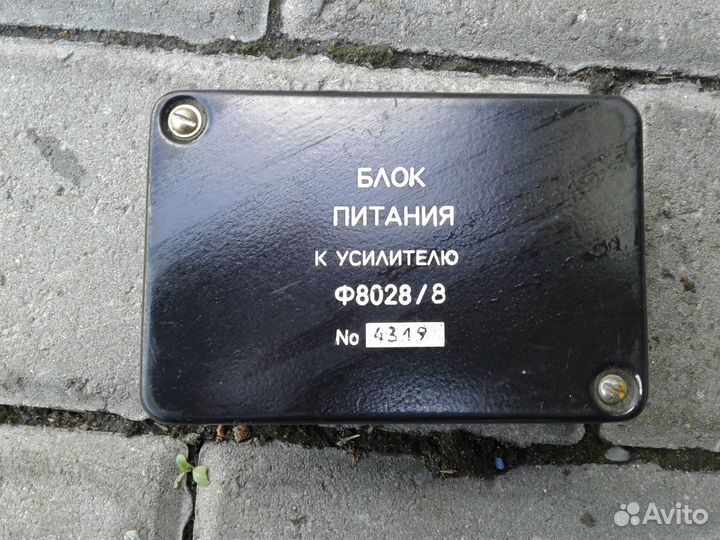 БЛОК
ПИТАНИЯ
К УСИЛИТЕЛЮ
Ф8028/8
No 4319
Avito